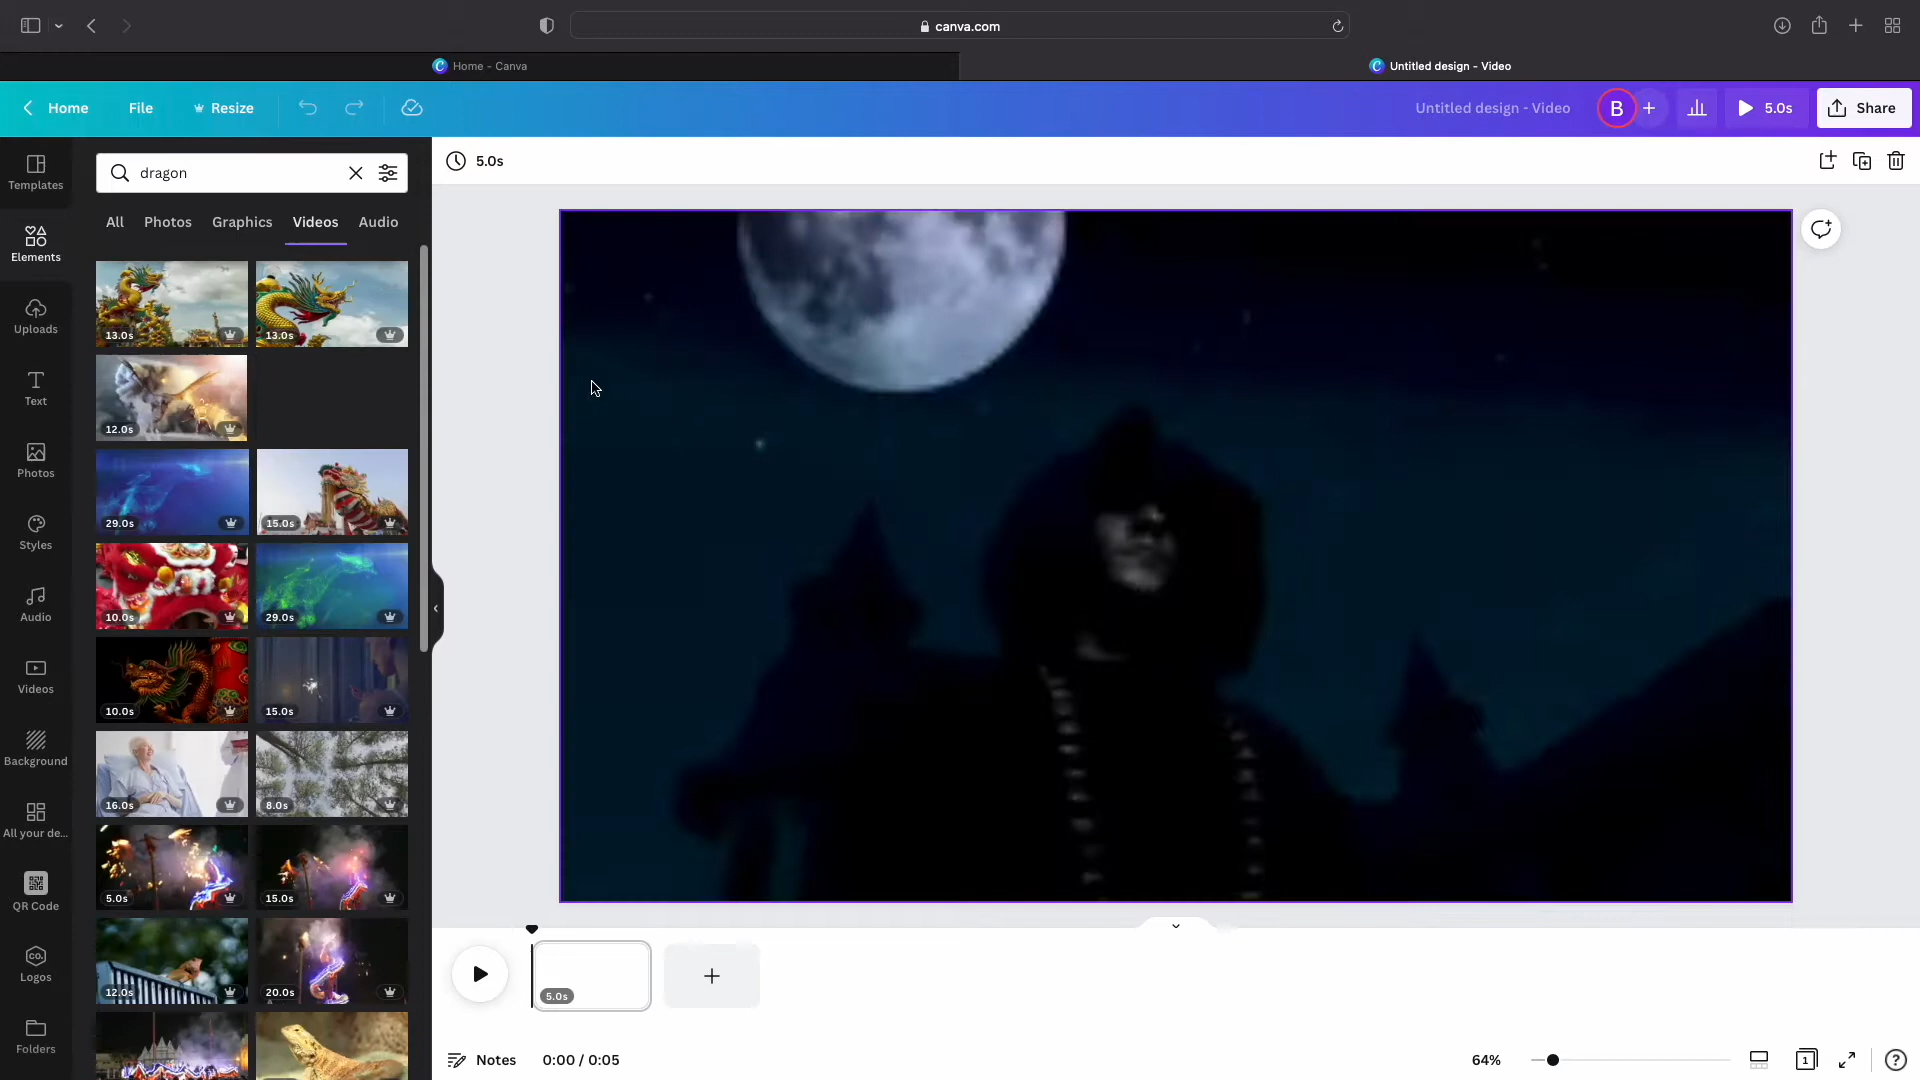 canva.com
Home - Canva
Untitled design - Video
Home
File
Resize
Untitled design - Video
B
5.0s
Share
Templates
Elements
Uploads
Text
Photos
Styles
Audio
Videos
Background
All your de...
QR Code
CO.
Logos
Folders
dragon
All
Photos
Graphics
Videos
Audio
13.0s
13.0s
12.0s
29.0s
15.0s
10.0s
29.0s
10.0s
15.0s
16.0s
8.0s
5.0s
15.0s
12.0s
20.0s
5.0s
5.0s
Notes
0:00 / 0:05
64%
1
?